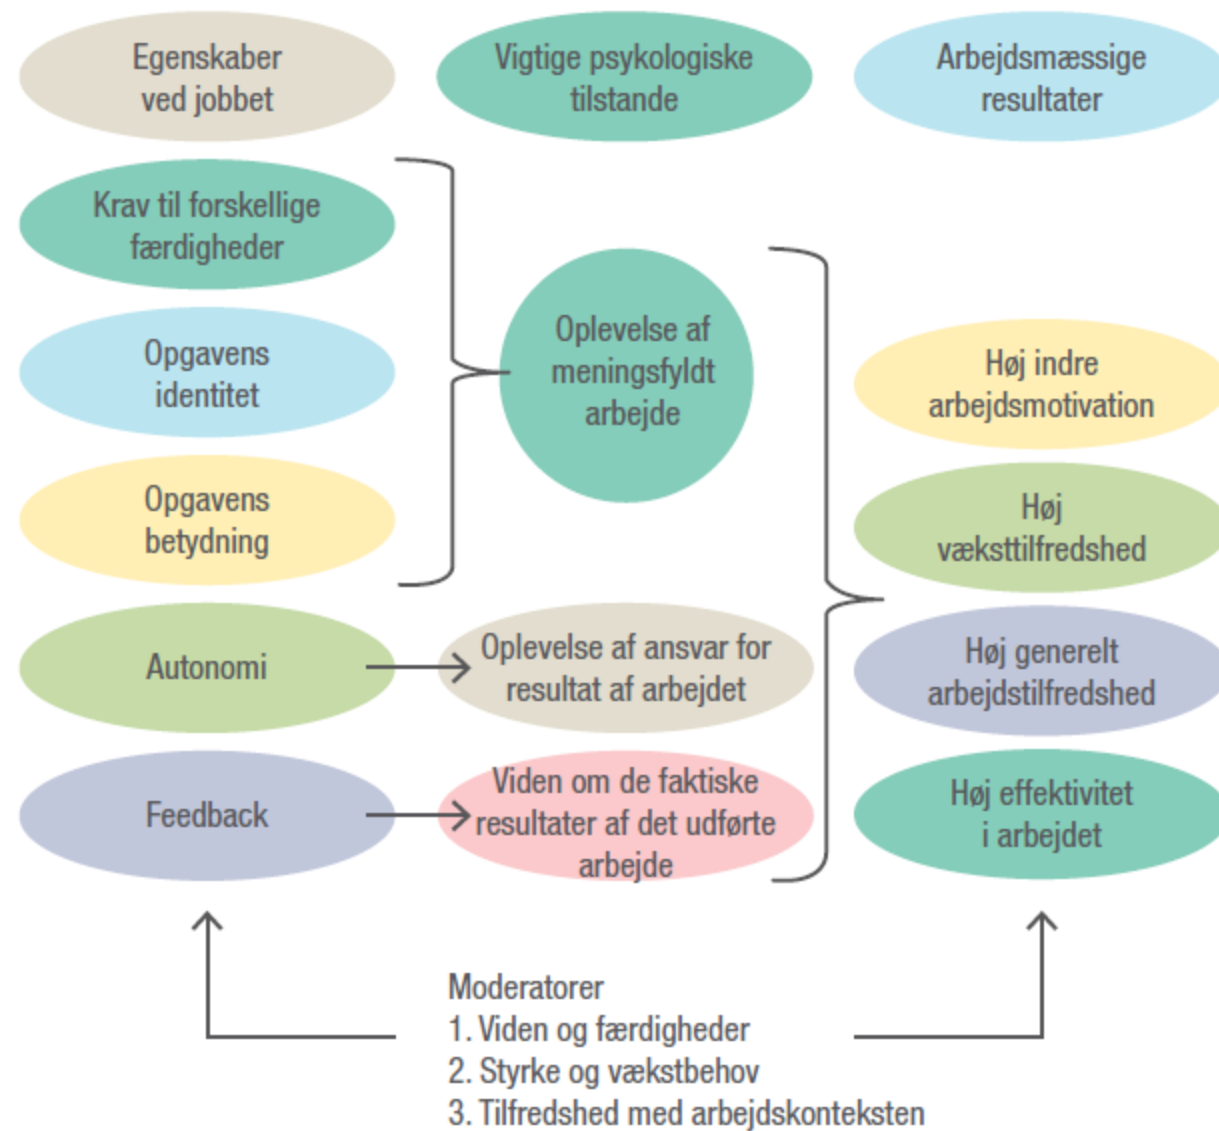 Egenskaber
ved jobbet
Vigtige psykologiske
tilstande
Arbejdsmæssige
resultater
Krav til forskellige
færdigheder
Opgavens
identitet
Opgavens
betydning
Autonomi
Feedback
Oplevelse af
meningsfyldt
arbejde
Oplevelse af ansvar for
resultat af arbejdet
Viden om de faktiske
resultater af det udførte
arbejde
Høj indre
arbejdsmotivation
Høj
væksttilfredshed
Høj generelt
arbejdstilfredshed
Høj effektivitet
i arbejdet
Moderatorer
1. Viden og færdigheder
2. Styrke og vækstbehov
3. Tilfredshed med arbejdskonteksten